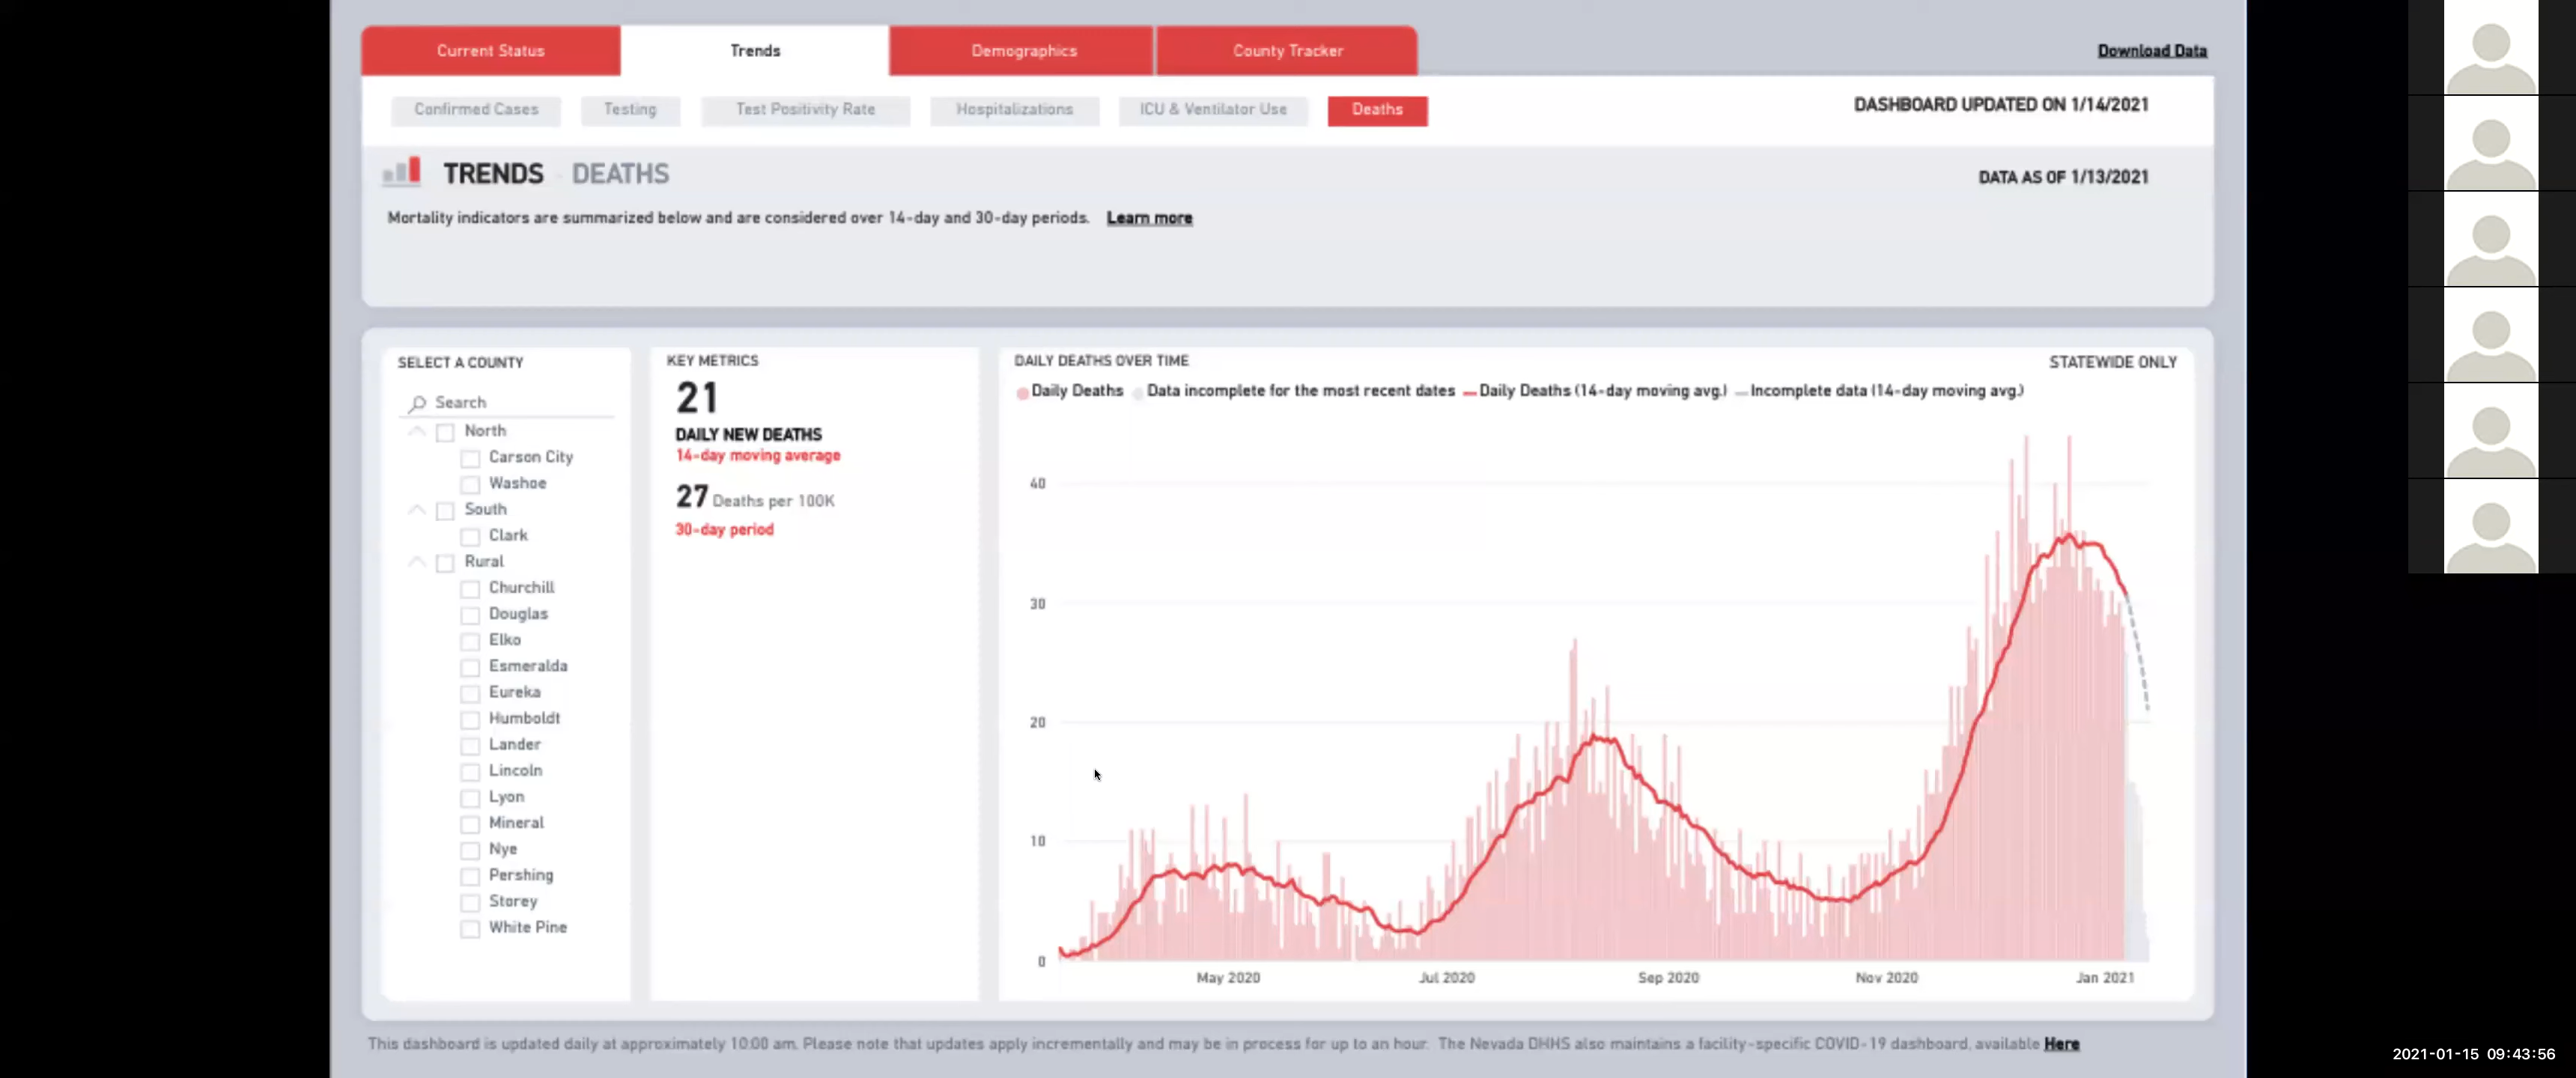 Current Status Trends Demographics County Tracker Download Data
Confirmed Cases Testing Test Positivity Rate Hospitalizations ICU & Ventilator Use Deaths DASHBOARD UPDATED ON 1/14/2021
TRENDS - DEATHS DATA AS OF 1/13/2021
Mortality indicators are summarized below and are considered over 14-day and 30-day periods. Learn more
SELECT A COUNTY
Search
North
Carson City
Washoe
South
Clark
Rural
Churchill
Douglas
Elko
Esmeralda
Eureka
Humboldt
Lander
Lincoln
Lyon
Mineral
Nye
Pershing
Storey
White Pine
KEY METRICS
21
DAILY NEW DEATHS
14-day moving average
27 Deaths per 100K
30-day period
DAILY DEATHS OVER TIME STATEWIDE ONLY
Daily Deaths Data incomplete for the most recent dates Daily Deaths (14-day moving avg.) Incomplete data (14-day moving avg.)
40
30
20
10
0
May 2020 Jul 2020 Sep 2020 Nov 2020 Jan 2021
This dashboard is updated daily at approximately 10:00 am. Please note that updates apply incrementally and may be in process for up to an hour. The Nevada DHHS also maintains a facility-specific COVID-19 dashboard, available Here
2021-01-15 09:43:56